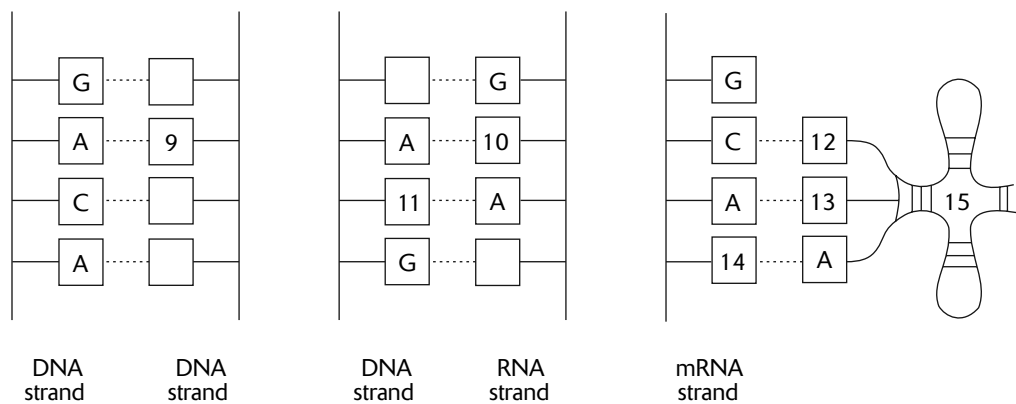 G
G
G
A 9
A 10
C 12
C
11 A
A 13
15
A
G
14 A
DNA strand
DNA strand
DNA strand
RNA strand
mRNA strand